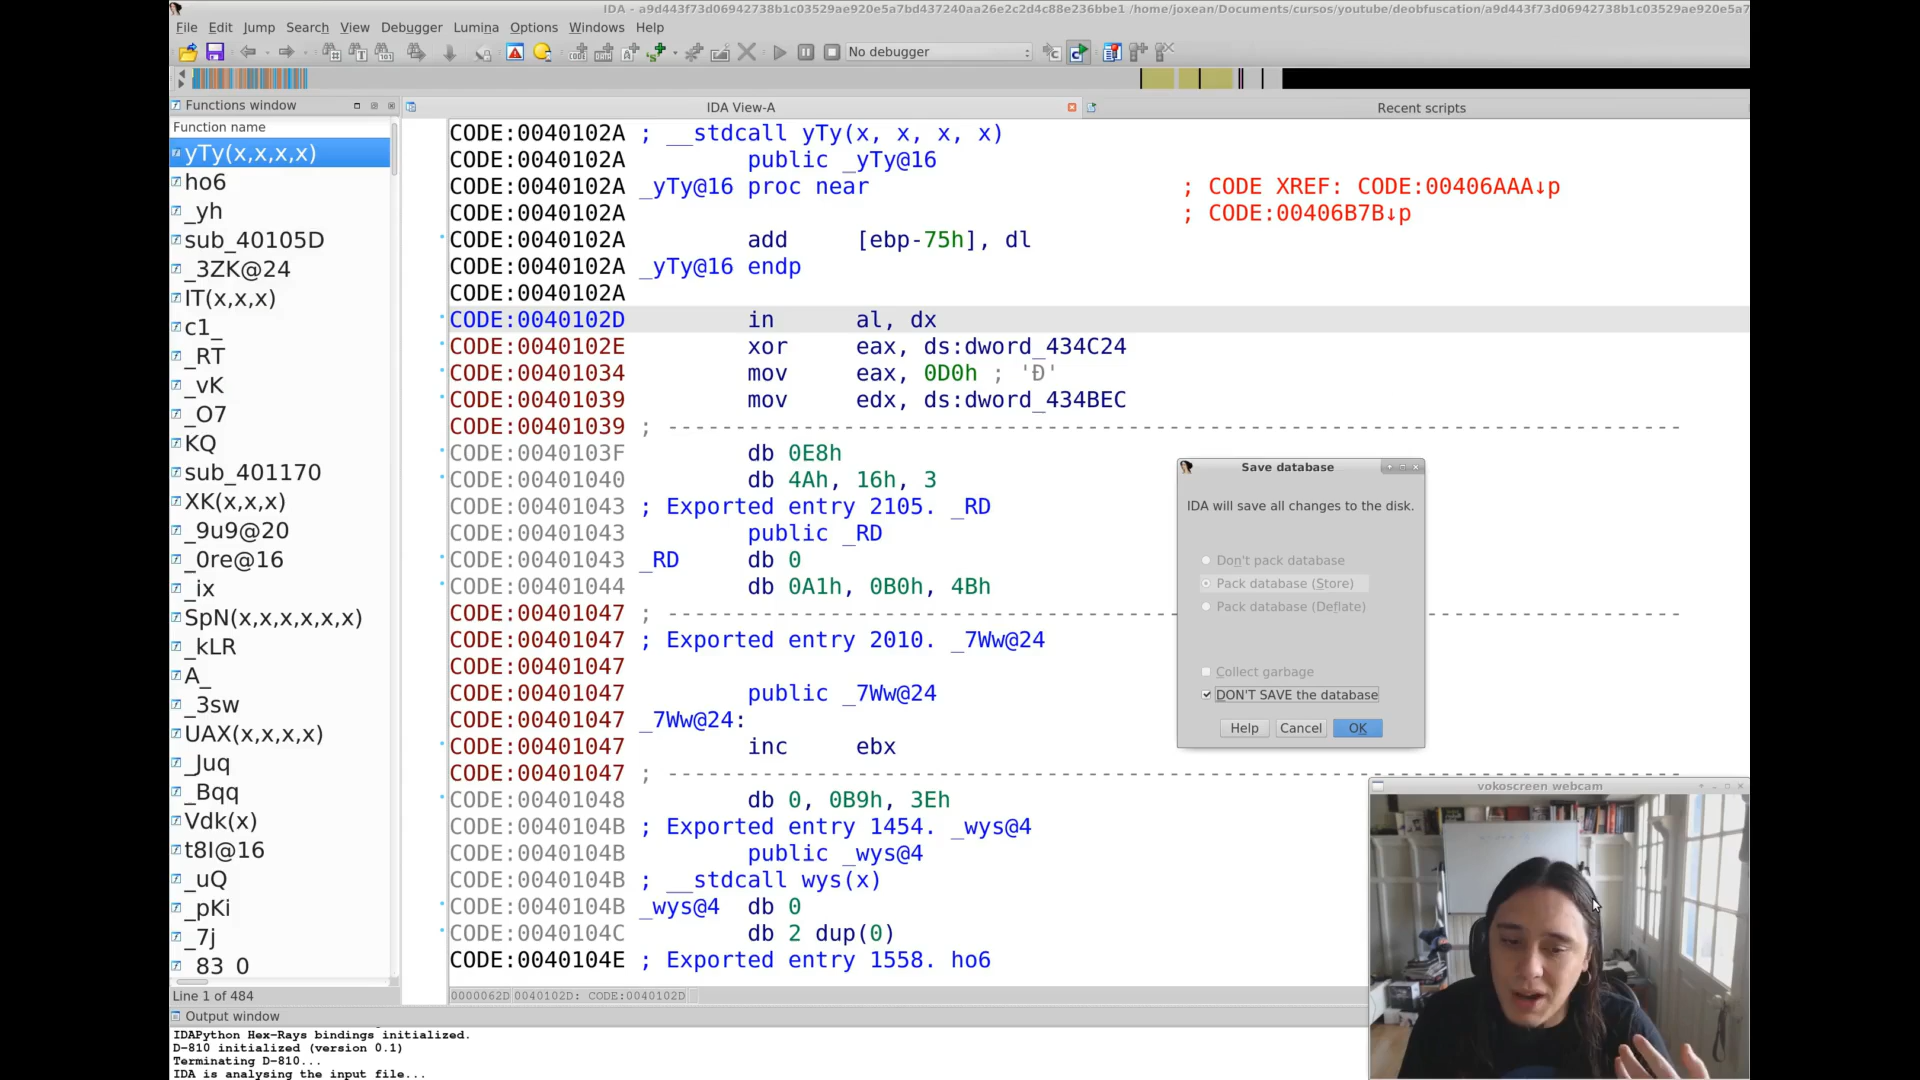 IDA - a9d443f73d06942738b1c03529ae920e5a7bd437240aa26e2c2d4c88e236bbe1 /home/joxean/Documents/cursos/youtube/deobfuscation/a9d443f73d06942738b1c03529ae920e5a7
File Edit Jump Search View Debugger Lumina Options Windows Help
No debugger
Functions window
IDA View-A
Recent scripts
Function name
yTy(x,x,x,x)
ho6
_yh
sub_40105D
_3ZK@24
IT(x,x,x)
c1_
_RT
_vK
_O7
KQ
sub_401170
XK(x,x,x)
_9u9@20
_0re@16
_ix
SpN(x,x,x,x,x,x)
_kLR
A_
_3sw
UAX(x,x,x,x)
_Juq
_Bqq
Vdk(x)
t8I@16
_uQ
_pKi
_7j
83 0
Line 1 of 484
CODE:0040102A ; __stdcall yTy(x, x, x, x)
CODE:0040102A public _yTy@16
CODE:0040102A _yTy@16 proc near ; CODE XREF: CODE:00406AAA↓p
CODE:0040102A ; CODE:00406B7B↓p
CODE:0040102A add [ebp-75h], dl
CODE:0040102A _yTy@16 endp
CODE:0040102A
CODE:0040102D in al, dx
CODE:0040102E xor eax, ds:dword_434C24
CODE:00401034 mov eax, 0D0h ; 'Ð'
CODE:00401039 mov edx, ds:dword_434BEC
CODE:00401039 ; ---------------------------------------------------------------------------
CODE:0040103F db 0E8h
CODE:00401040 db 4Ah, 16h, 3
CODE:00401043 ; Exported entry 2105. _RD
CODE:00401043 public _RD
CODE:00401043 _RD db 0
CODE:00401044 db 0A1h, 0B0h, 4Bh
CODE:00401047 ; ---------------------------------------------------------------------------
CODE:00401047 ; Exported entry 2010. _7Ww@24
CODE:00401047
CODE:00401047 public _7Ww@24
CODE:00401047 _7Ww@24:
CODE:00401047 inc ebx
CODE:00401047 ; ---------------------------------------------------------------------------
CODE:00401048 db 0, 0B9h, 3Eh
CODE:0040104B ; Exported entry 1454. _wys@4
CODE:0040104B public _wys@4
CODE:0040104B ; __stdcall wys(x)
CODE:0040104B _wys@4 db 0
CODE:0040104C db 2 dup(0)
CODE:0040104E ; Exported entry 1558. ho6
0000062D 0040102D: CODE:0040102D
Save database
IDA will save all changes to the disk.
Don't pack database
Pack database (Store)
Pack database (Deflate)
Collect garbage
DON'T SAVE the database
Help Cancel OK
vokoscreen webcam
Output window
IDAPython Hex-Rays bindings initialized.
D-810 initialized (version 0.1)
Terminating D-810...
IDA is analysing the input file...